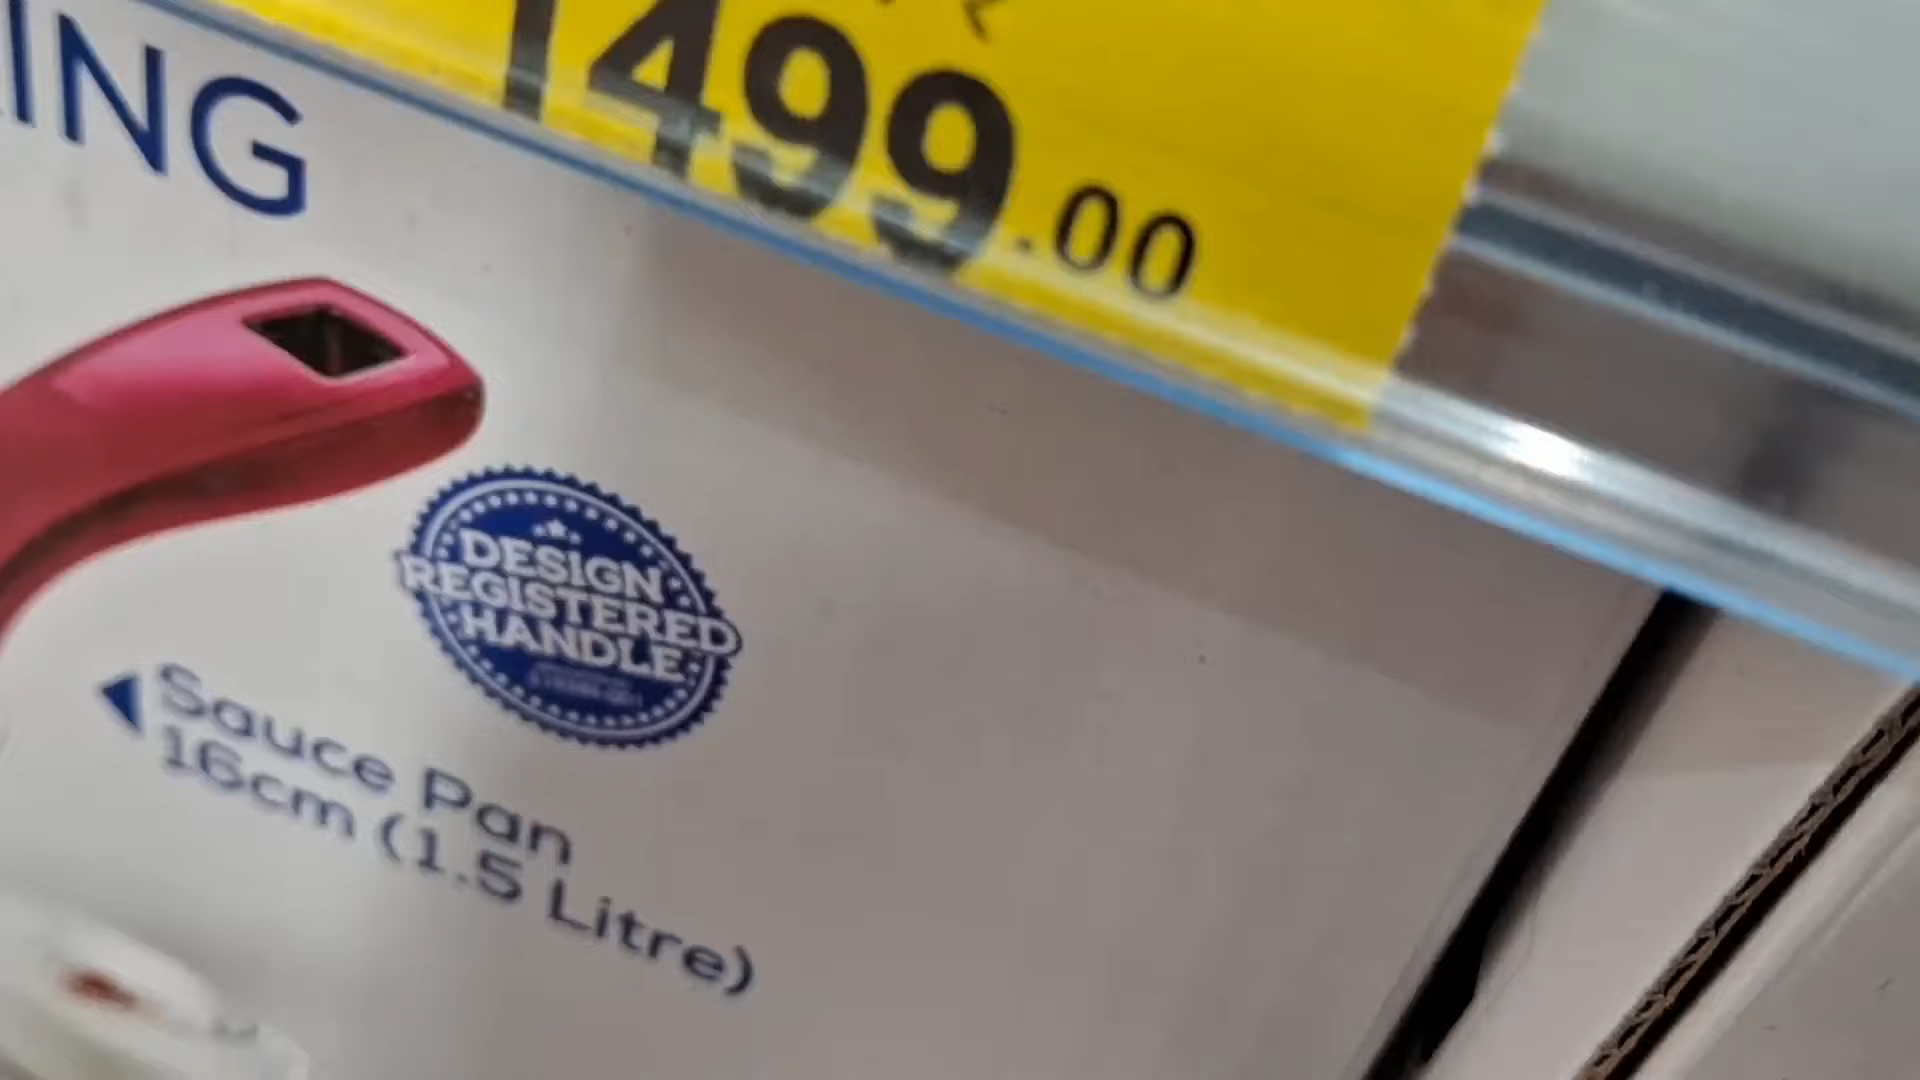 1499.00
ING
DESIGN
REGISTERED
HANDLE
Sauce Pan
16cm (1.5 Litre)